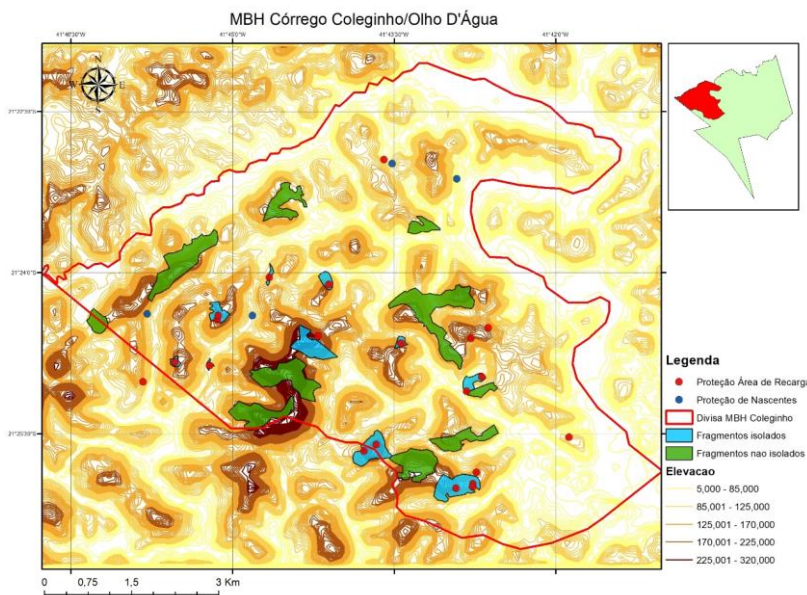 MBH Córrego Coleginho/Olho D'Água
41°46'30"W 41°45'0"W 41°43'30"W 41°42'0"W
N
W E
S
21°24'0"S
21°25'30"S
Legenda
Proteção Área de Recarga
Proteção de Nascentes
Divisa MBH Coleginho
Fragmentos isolados
Fragmentos nao isolados
Elevacao
5,000 - 85,000
85,001 - 125,000
125,001 - 170,000
170,001 - 225,000
225,001 - 320,000
0 0,75 1,5 3 Km